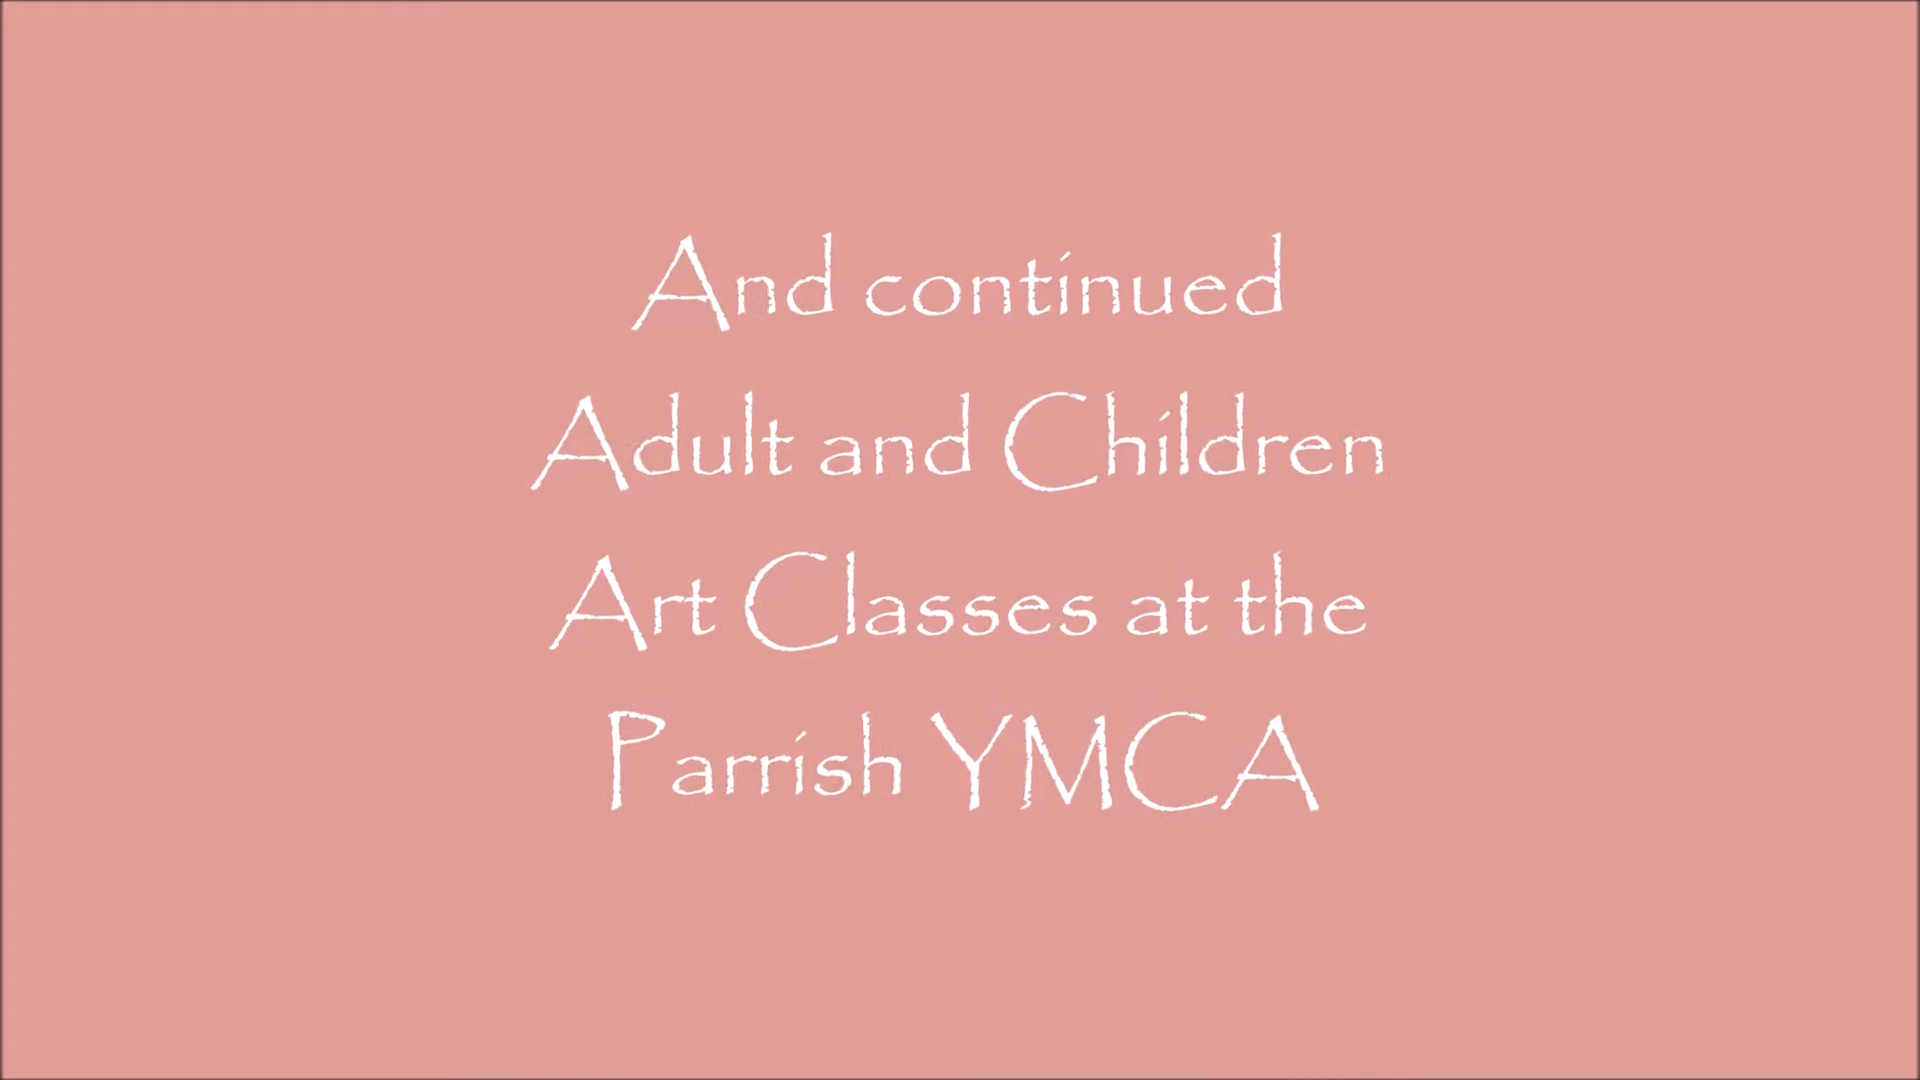 And continued
Adult and Children
Art Classes at the
Parrish YMCA